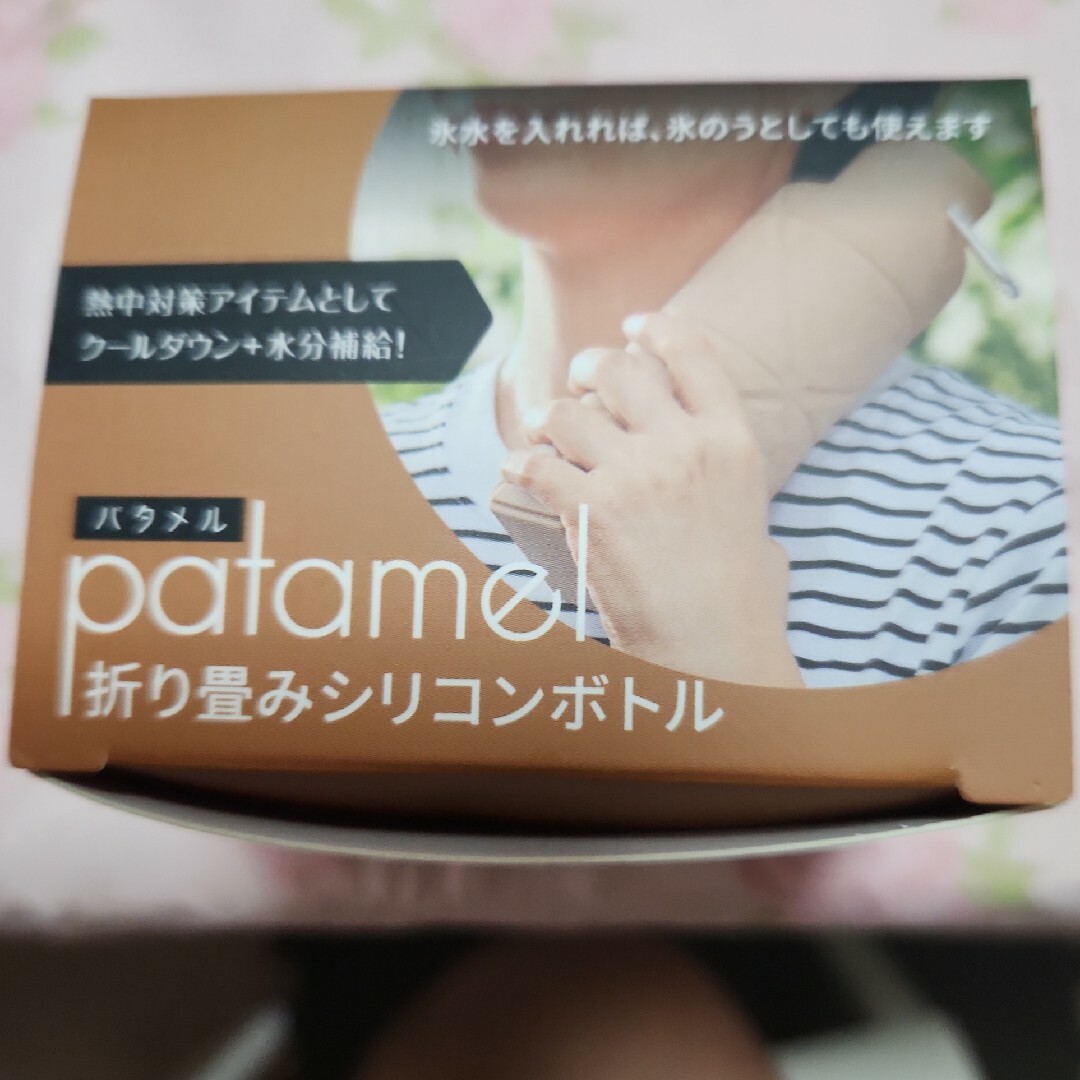 氷水を入れれば、氷のうとしても使えます
熱中対策アイテムとして
クールダウン+水分補給!
パタメル
patamel
折り畳みシリコンボトル